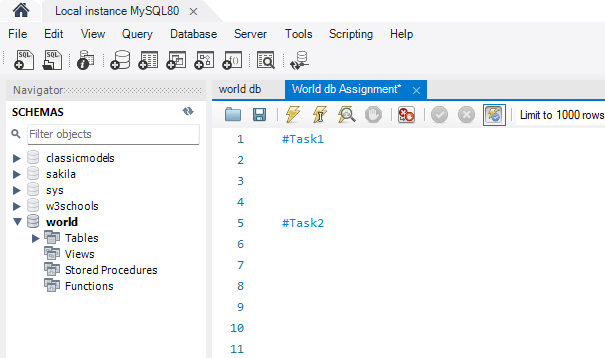 Local instance MySQL80
File Edit View Query Database Server Tools Scripting Help
Navigator
SCHEMAS
Filter objects
classicmodels
sakila
sys
w3schools
world
Tables
Views
Stored Procedures
Functions
world db
World db Assignment*
Limit to 1000 rows
1 #Task1
2
3
4
5 #Task2
6
7
8
9
10
11